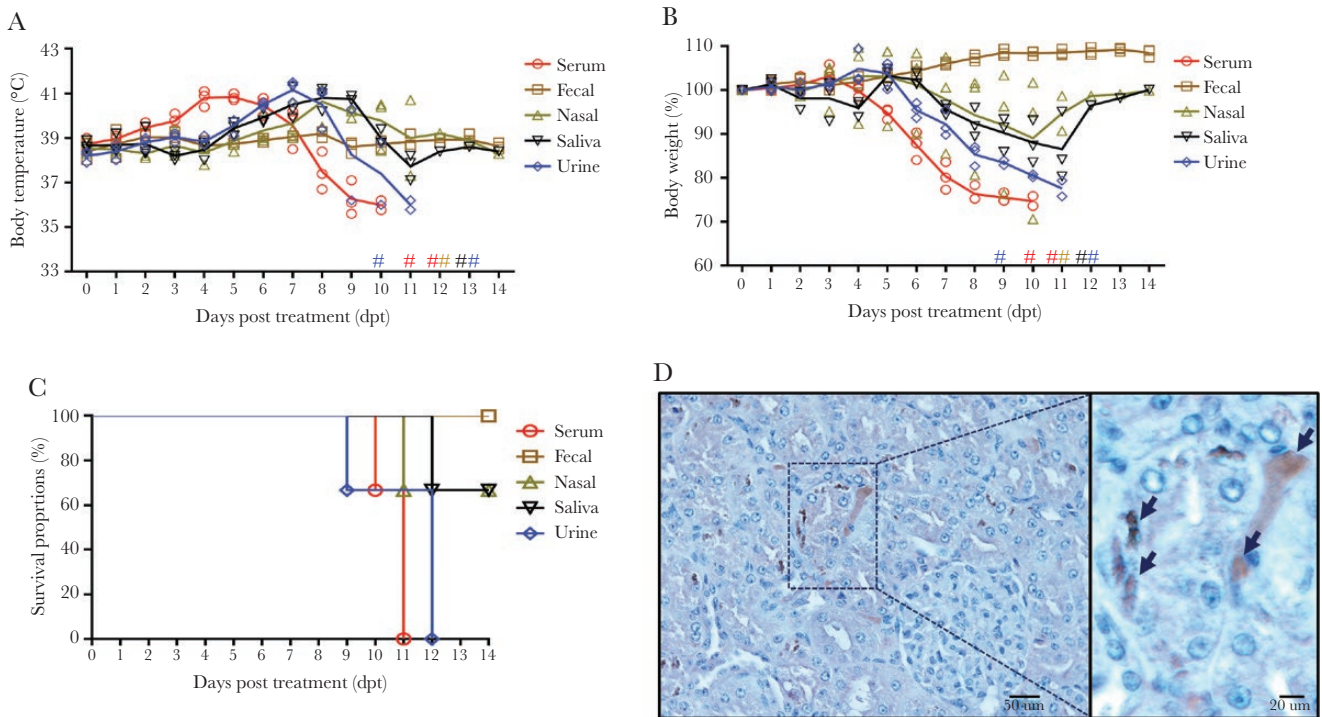 A
43
41
39
37
35
33
Body temperature (°C)
0 1 2 3 4 5 6 7 8 9 10 11 12 13 14
# # ## ##
Days post treatment (dpt)
Serum
Fecal
Nasal
Saliva
Urine
B
110
100
90
80
70
60
Body weight (%)
0 1 2 3 4 5 6 7 8 9 10 11 12 13 14
# # ## ##
Days post treatment (dpt)
Serum
Fecal
Nasal
Saliva
Urine
C
100
80
60
40
20
0
Survival proprtions (%)
0 1 2 3 4 5 6 7 8 9 10 11 12 13 14
Days post treatment (dpt)
Serum
Fecal
Nasal
Saliva
Urine
D
50 um
20 um